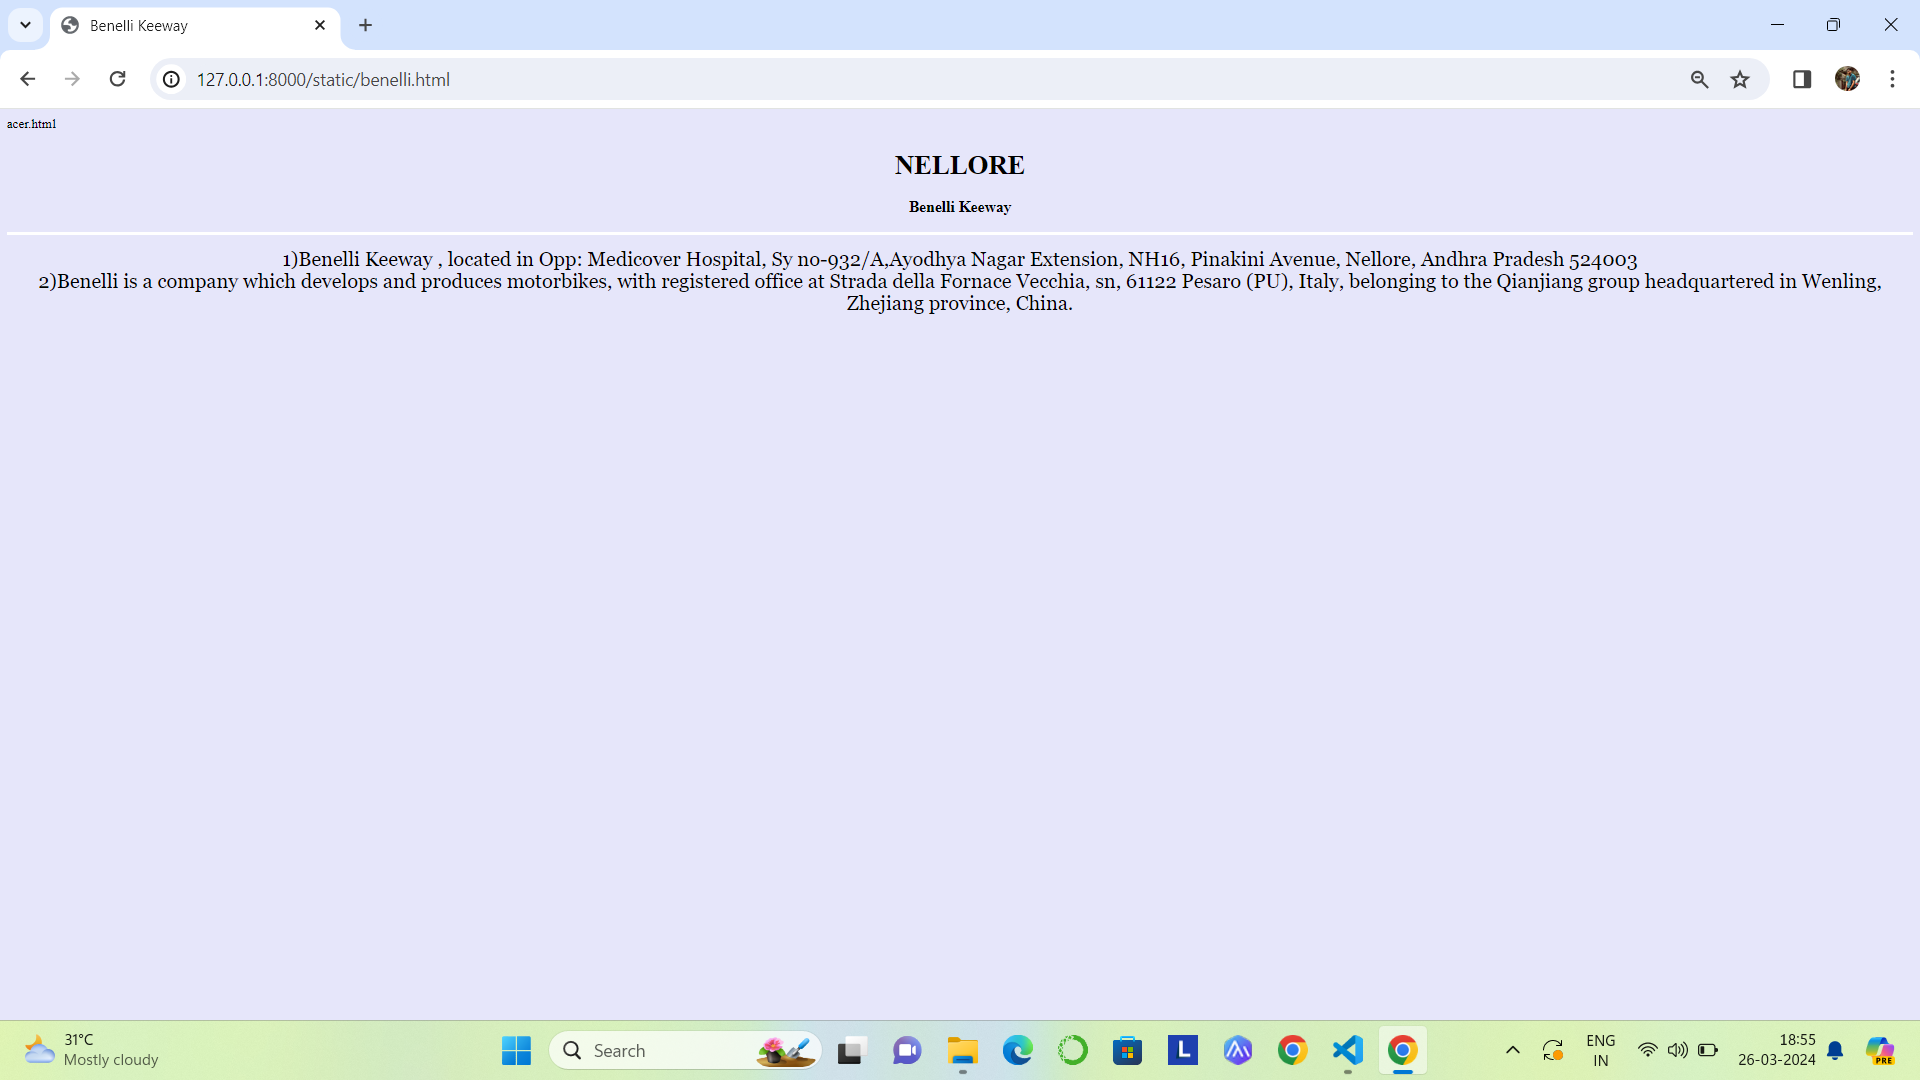 Benelli Keeway
127.0.0.1:8000/static/benelli.html
acer.html
NELLORE
Benelli Keeway
1)Benelli Keeway , located in Opp: Medicover Hospital, Sy no-932/A,Ayodhya Nagar Extension, NH16, Pinakini Avenue, Nellore, Andhra Pradesh 524003
2)Benelli is a company which develops and produces motorbikes, with registered office at Strada della Fornace Vecchia, sn, 61122 Pesaro (PU), Italy, belonging to the Qianjiang group headquartered in Wenling,
Zhejiang province, China.
31°C
Mostly cloudy
Search
L
ENG
IN
18:55
26-03-2024
PRE